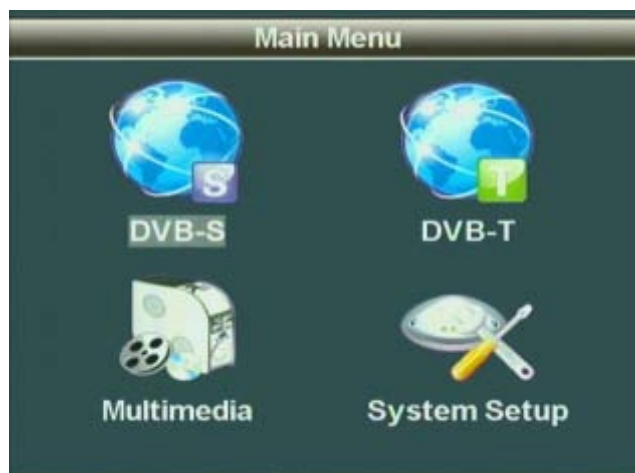 Main Menu
S
T
DVB-S
DVB-T
Multimedia
System Setup